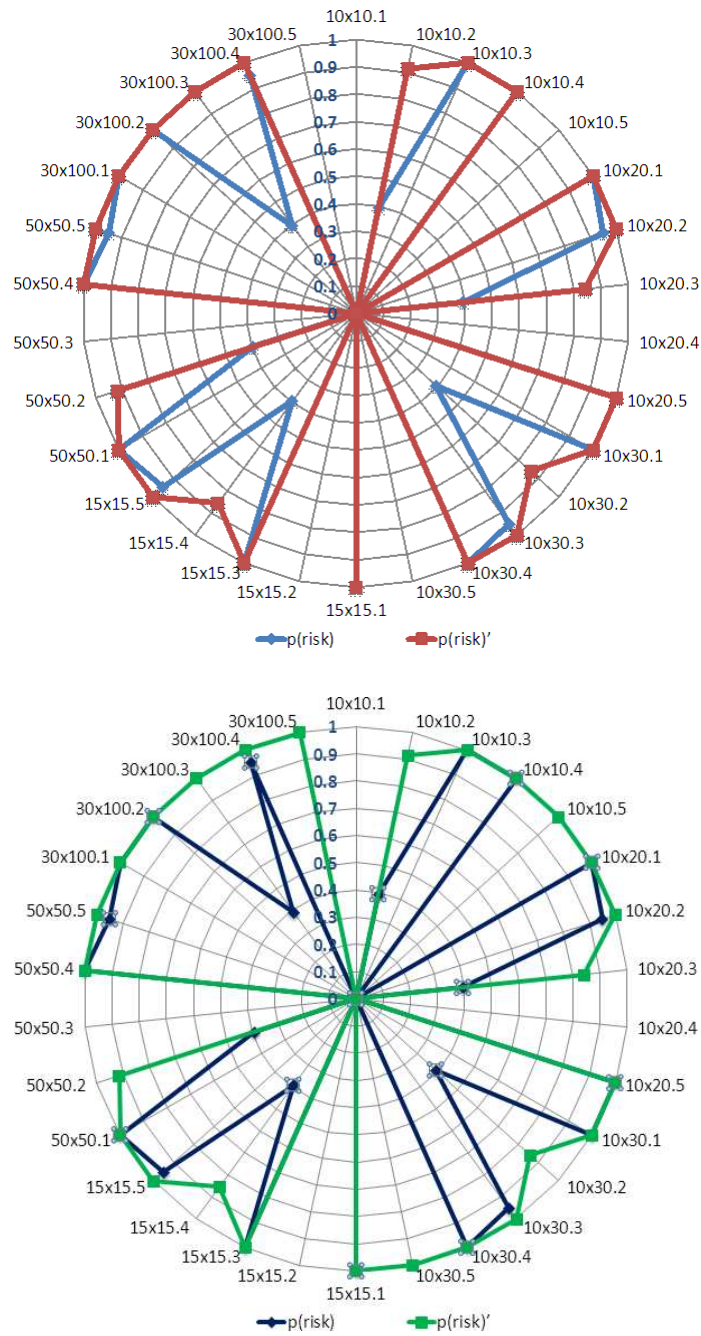 10x10.1
30x100.5
10x10.2
30x100.4
1
10x10.3
30x100.3
0.9
10x10.4
30x100.2
0.8
10x10.5
0.7
30x100.1
0.6
10x20.1
0.5
50x50.5
0.4
10x20.2
0.3
50x50.4
0.2
10x20.3
0.1
50x50.3
0
10x20.4
50x50.2
10x20.5
50x50.1
10x30.1
15x15.5
10x30.2
15x15.4
10x30.3
15x15.3
10x30.4
15x15.2
10x30.5
15x15.1
p(risk) p(risk)′
10x10.1
30x100.5
10x10.2
30x100.4
1
10x10.3
30x100.3
0.9
10x10.4
30x100.2
0.8
10x10.5
0.7
30x100.1
0.6
10x20.1
0.5
50x50.5
0.4
10x20.2
0.3
50x50.4
0.2
10x20.3
0.1
50x50.3
0
10x20.4
50x50.2
10x20.5
50x50.1
10x30.1
15x15.5
10x30.2
15x15.4
10x30.3
15x15.3
10x30.4
15x15.2
10x30.5
15x15.1
p(risk) p(risk)′